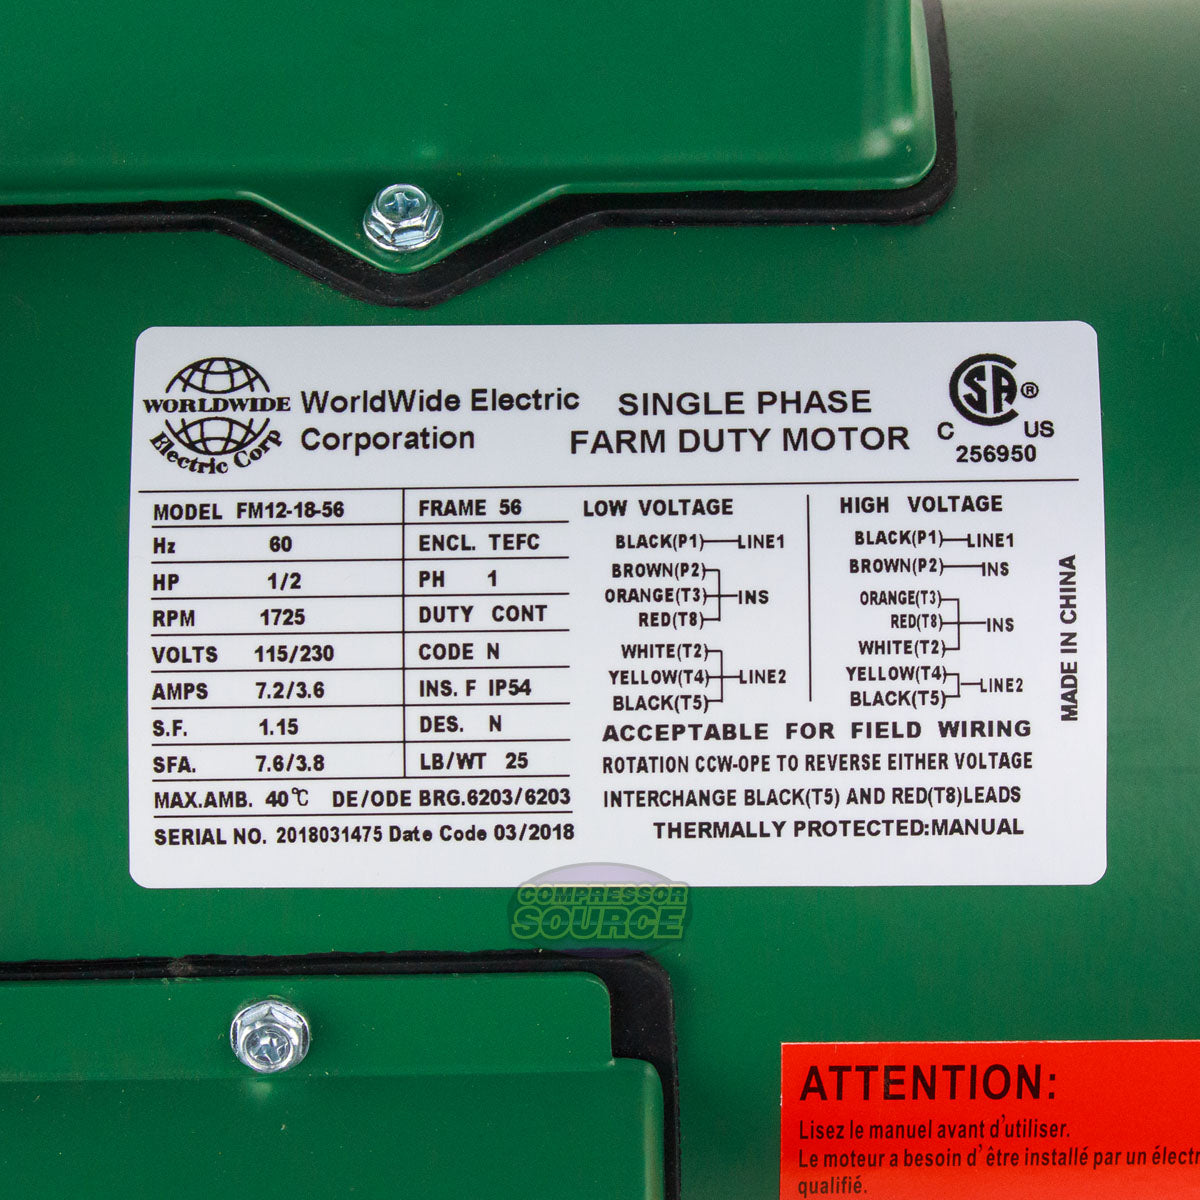 WORLDWIDE
Electric Corp
WorldWide Electric
Corporation
SINGLE PHASE
FARM DUTY MOTOR
CSA ®
C US
256950
MODEL FM12-18-56
FRAME 56
Hz 60
ENCL. TEFC
HP 1/2
PH 1
RPM 1725
DUTY CONT
VOLTS 115/230
CODE N
AMPS 7.2/3.6
INS. F IP54
S.F. 1.15
DES. N
SFA. 7.6/3.8
LB/WT 25
MAX.AMB. 40℃ DE/ODE BRG.6203/6203
SERIAL NO. 2018031475 Date Code 03/2018
LOW VOLTAGE
BLACK(P1) LINE1
BROWN(P2)
ORANGE(T3) INS
RED(T8)
WHITE(T2)
YELLOW(T4) LINE2
BLACK(T5)
HIGH VOLTAGE
BLACK(P1) LINE1
BROWN(P2) INS
ORANGE(T3)
RED(T8) INS
WHITE(T2)
YELLOW(T4) LINE2
BLACK(T5)
MADE IN CHINA
ACCEPTABLE FOR FIELD WIRING
ROTATION CCW-OPE TO REVERSE EITHER VOLTAGE
INTERCHANGE BLACK(T5) AND RED(T8)LEADS
THERMALLY PROTECTED:MANUAL
COMPRESSOR
SOURCE
ATTENTION:
Lisez le manuel avant d'utiliser.
Le moteur a besoin d' être installé par un électr
qualifié.